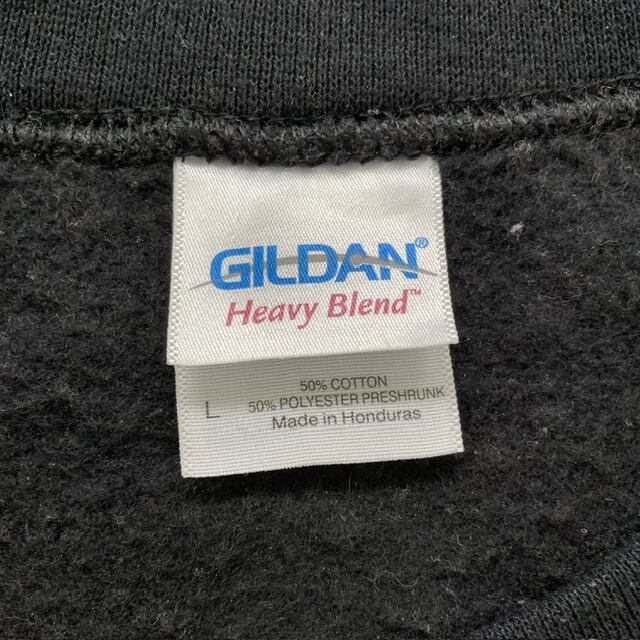 GILDAN®
Heavy Blend™
50% COTTON
L 50% POLYESTER PRESHRUNK
Made in Honduras